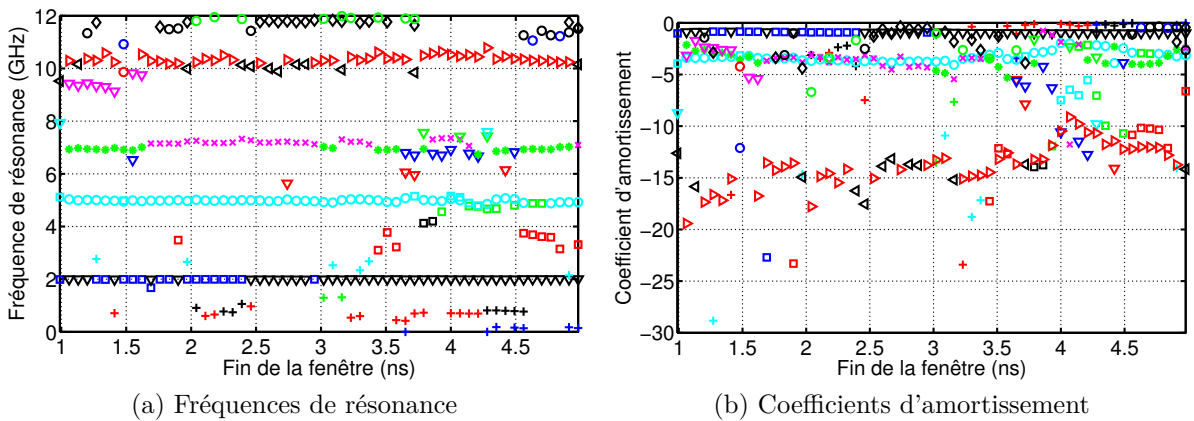 12
10
8
6
4
2
0
Fréquence de résonance (GHz)
1 1.5 2 2.5 3 3.5 4 4.5
Fin de la fenêtre (ns)
(a) Fréquences de résonance
0
−5
−10
−15
−20
−25
−30
Coefficient d'amortissement
1 1.5 2 2.5 3 3.5 4 4.5
Fin de la fenêtre (ns)
(b) Coefficients d'amortissement